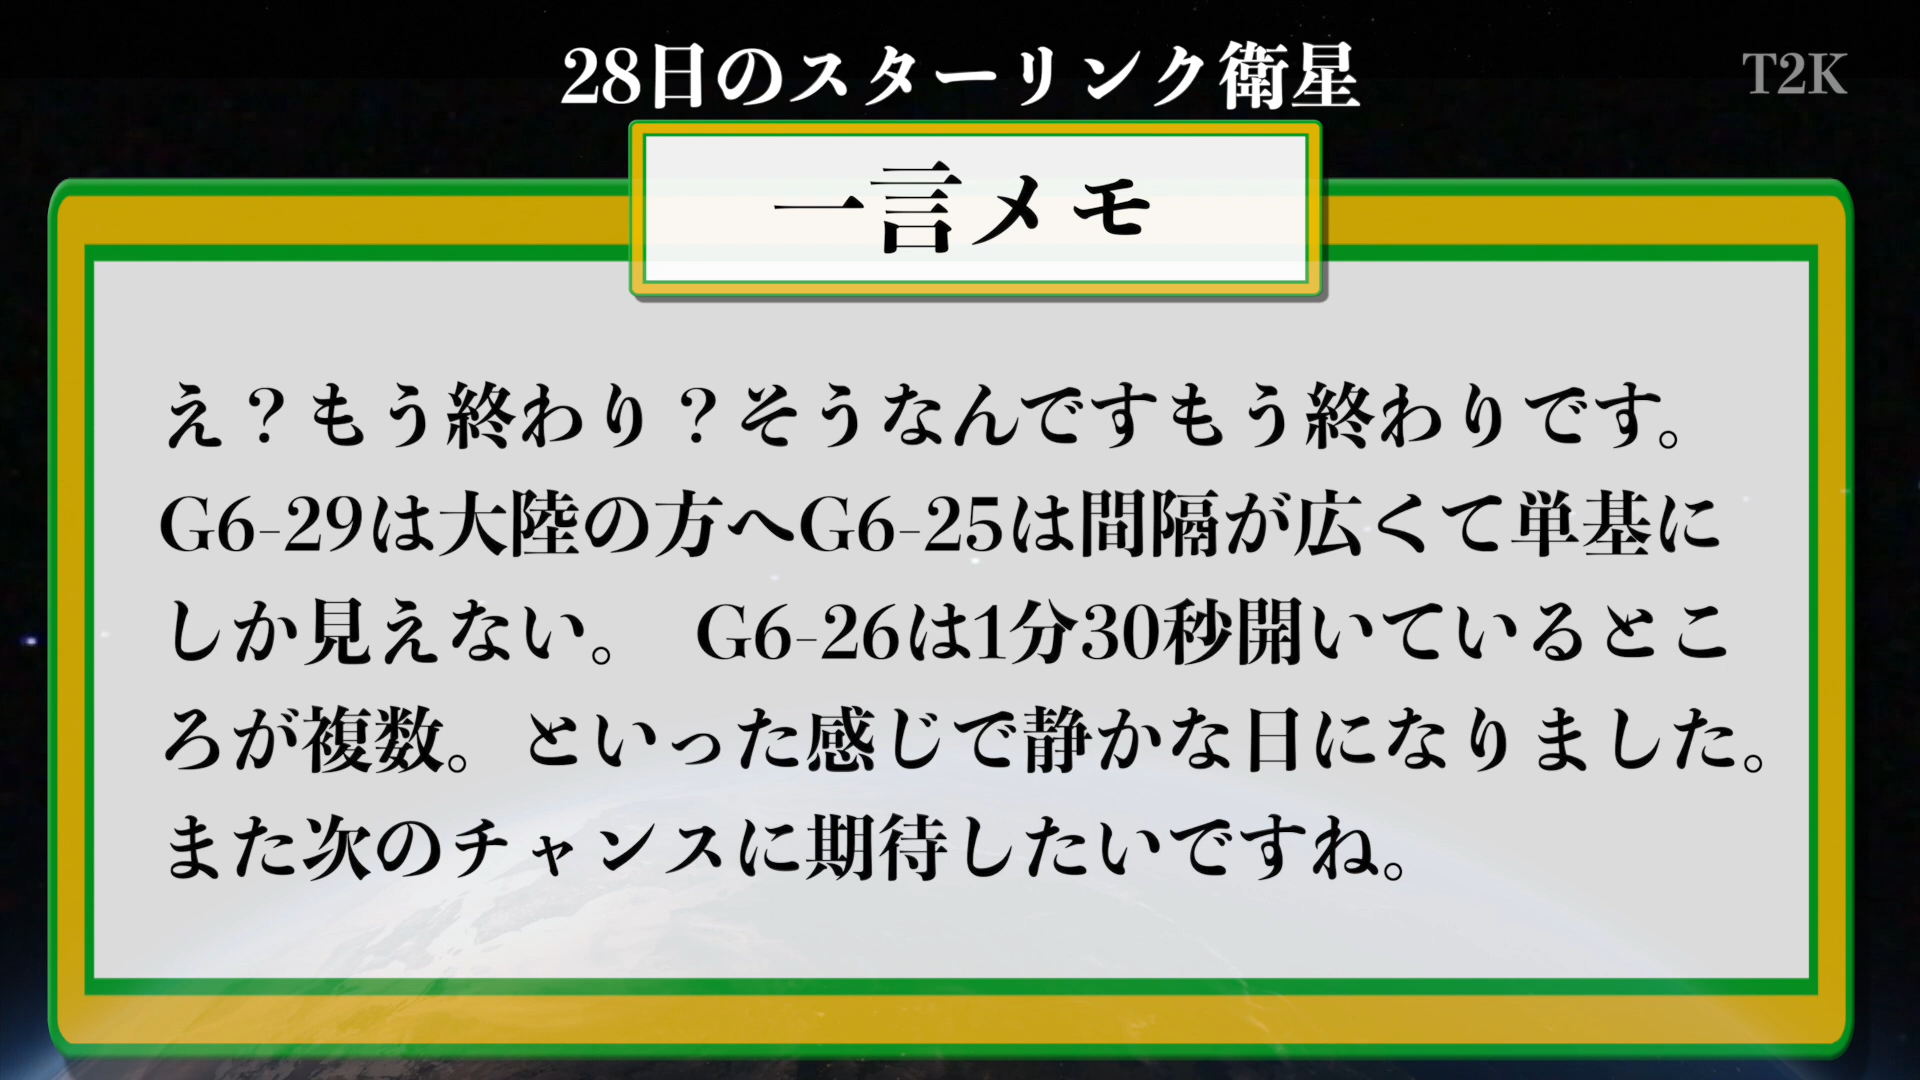 28日のスターリンク衛星
T2K
一言メモ
え？もう終わり？そうなんですもう終わりです。
G6-29は大陸の方へG6-25は間隔が広くて単基に
しか見えない。　G6-26は1分30秒開いているとこ
ろが複数。といった感じで静かな日になりました。
また次のチャンスに期待したいですね。